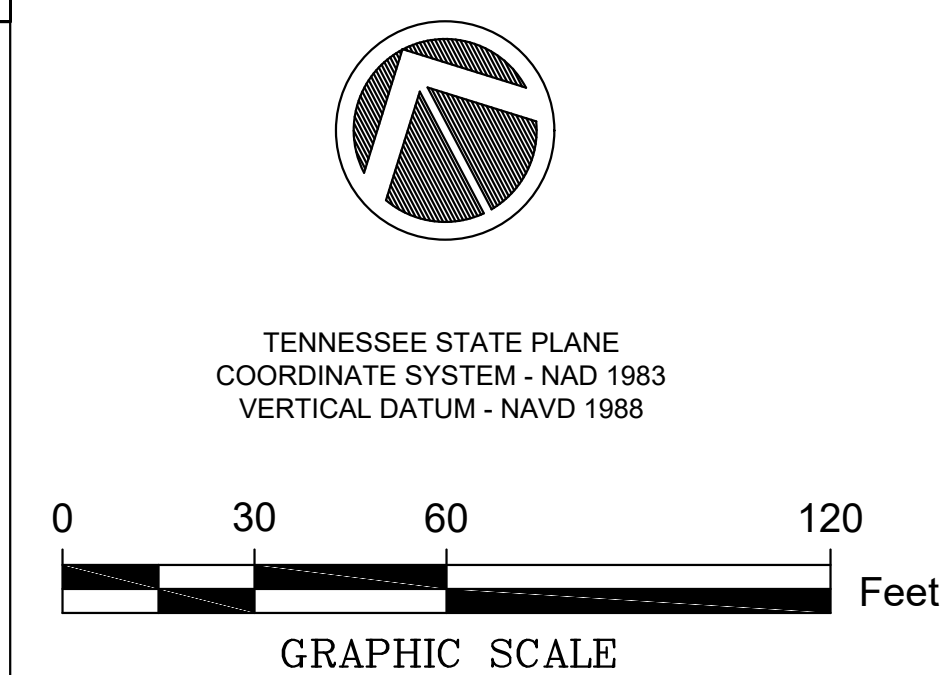 TENNESSEE STATE PLANE
COORDINATE SYSTEM - NAD 1983
VERTICAL DATUM - NAVD 1988
0 30 60 120
Feet
GRAPHIC SCALE